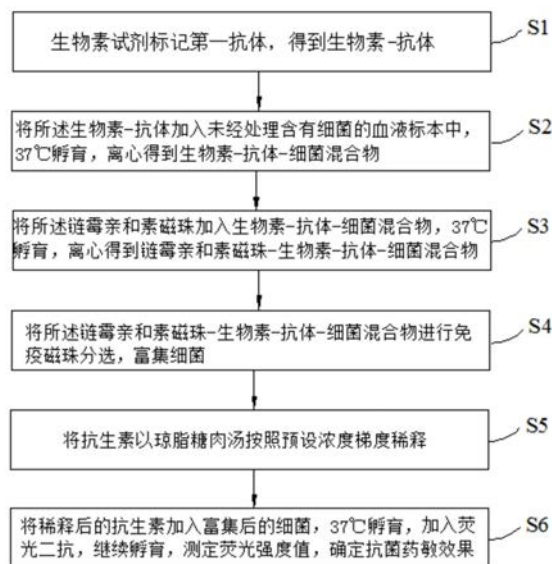 生物素试剂标记第一抗体，得到生物素-抗体
S1
将所述生物素-抗体加入未经处理含有细菌的血液标本中，
37℃孵育，离心得到生物素-抗体-细菌混合物
S2
将所述链霉亲和素磁珠加入生物素-抗体-细菌混合物，37℃
孵育，离心得到链霉亲和素磁珠-生物素-抗体-细菌混合物
S3
将所述链霉亲和素磁珠-生物素-抗体-细菌混合物进行免
疫磁珠分选，富集细菌
S4
将抗生素以琼脂糖肉汤按照预设浓度梯度稀释
S5
将稀释后的抗生素加入富集后的细菌，37℃孵育，加入荧
光二抗，继续孵育，测定荧光强度值，确定抗菌药敏效果
S6